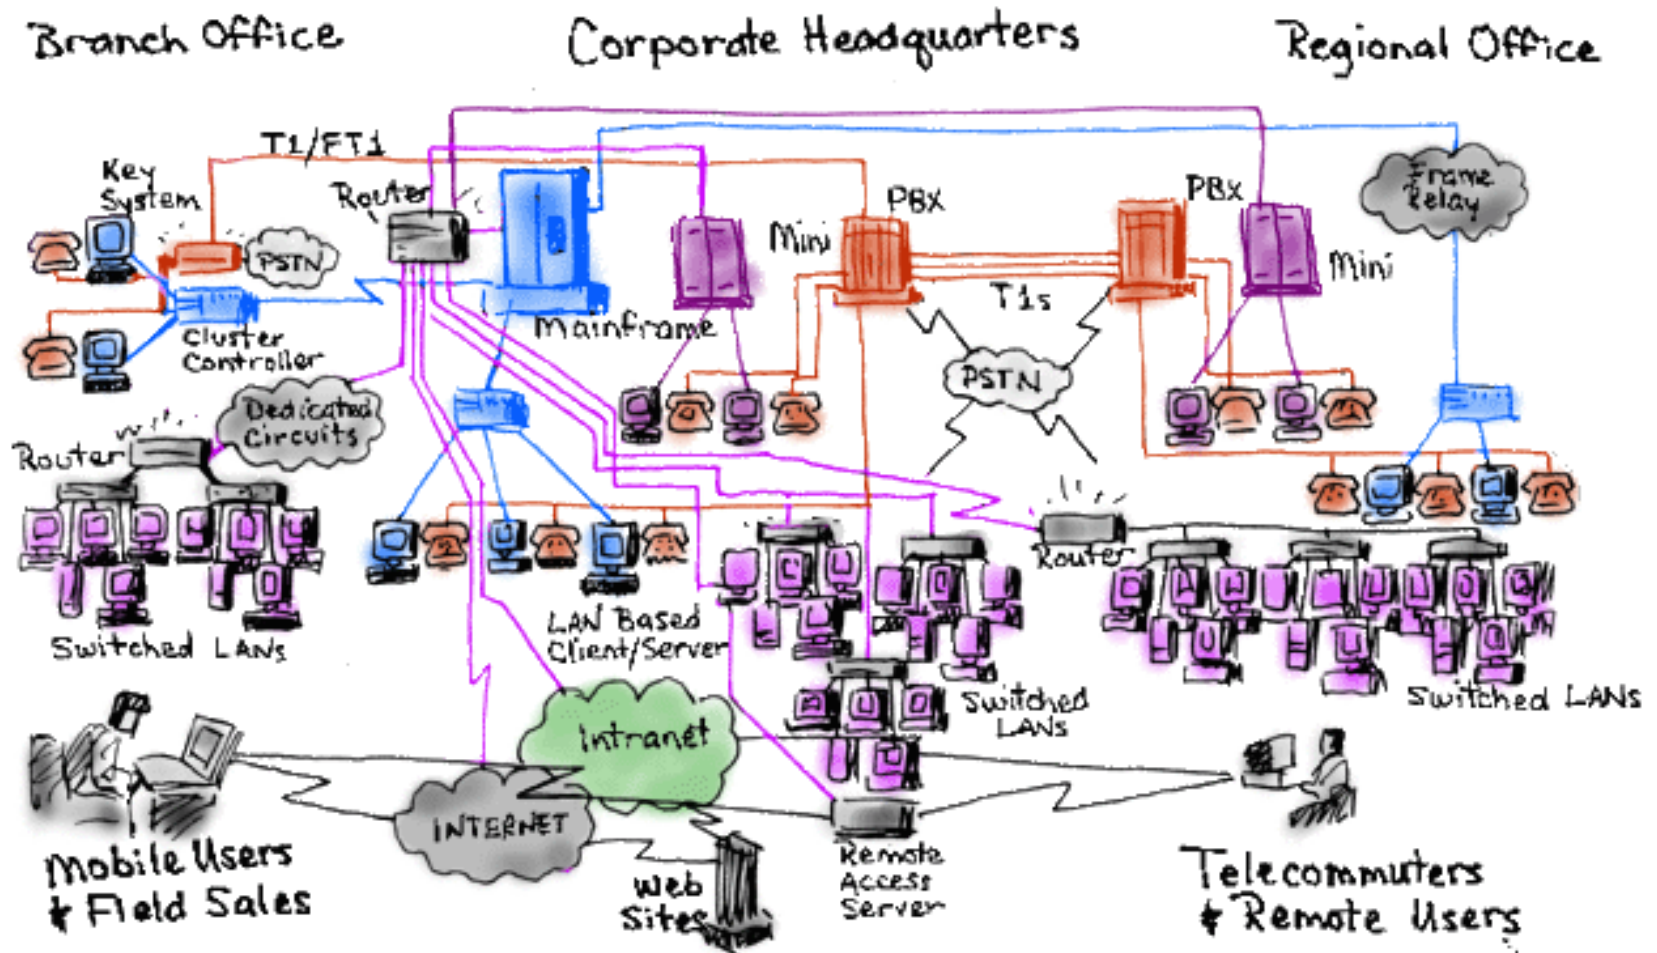 Branch Office
Corporate Headquarters
Regional Office
T1/FT1
Key
System
Router
PBX
PBX
Frame
Relay
Mini
PSTN
Mini
T1s
Mainframe
Cluster
Controller
PSTN
Dedicated
Circuits
Router
Router
LAN Based
Client/Server
Switched LANs
Switched
LANs
Switched LANs
Intranet
INTERNET
Mobile Users
& Field Sales
Web
Sites
Remote
Access
Server
Telecommuters
& Remote Users